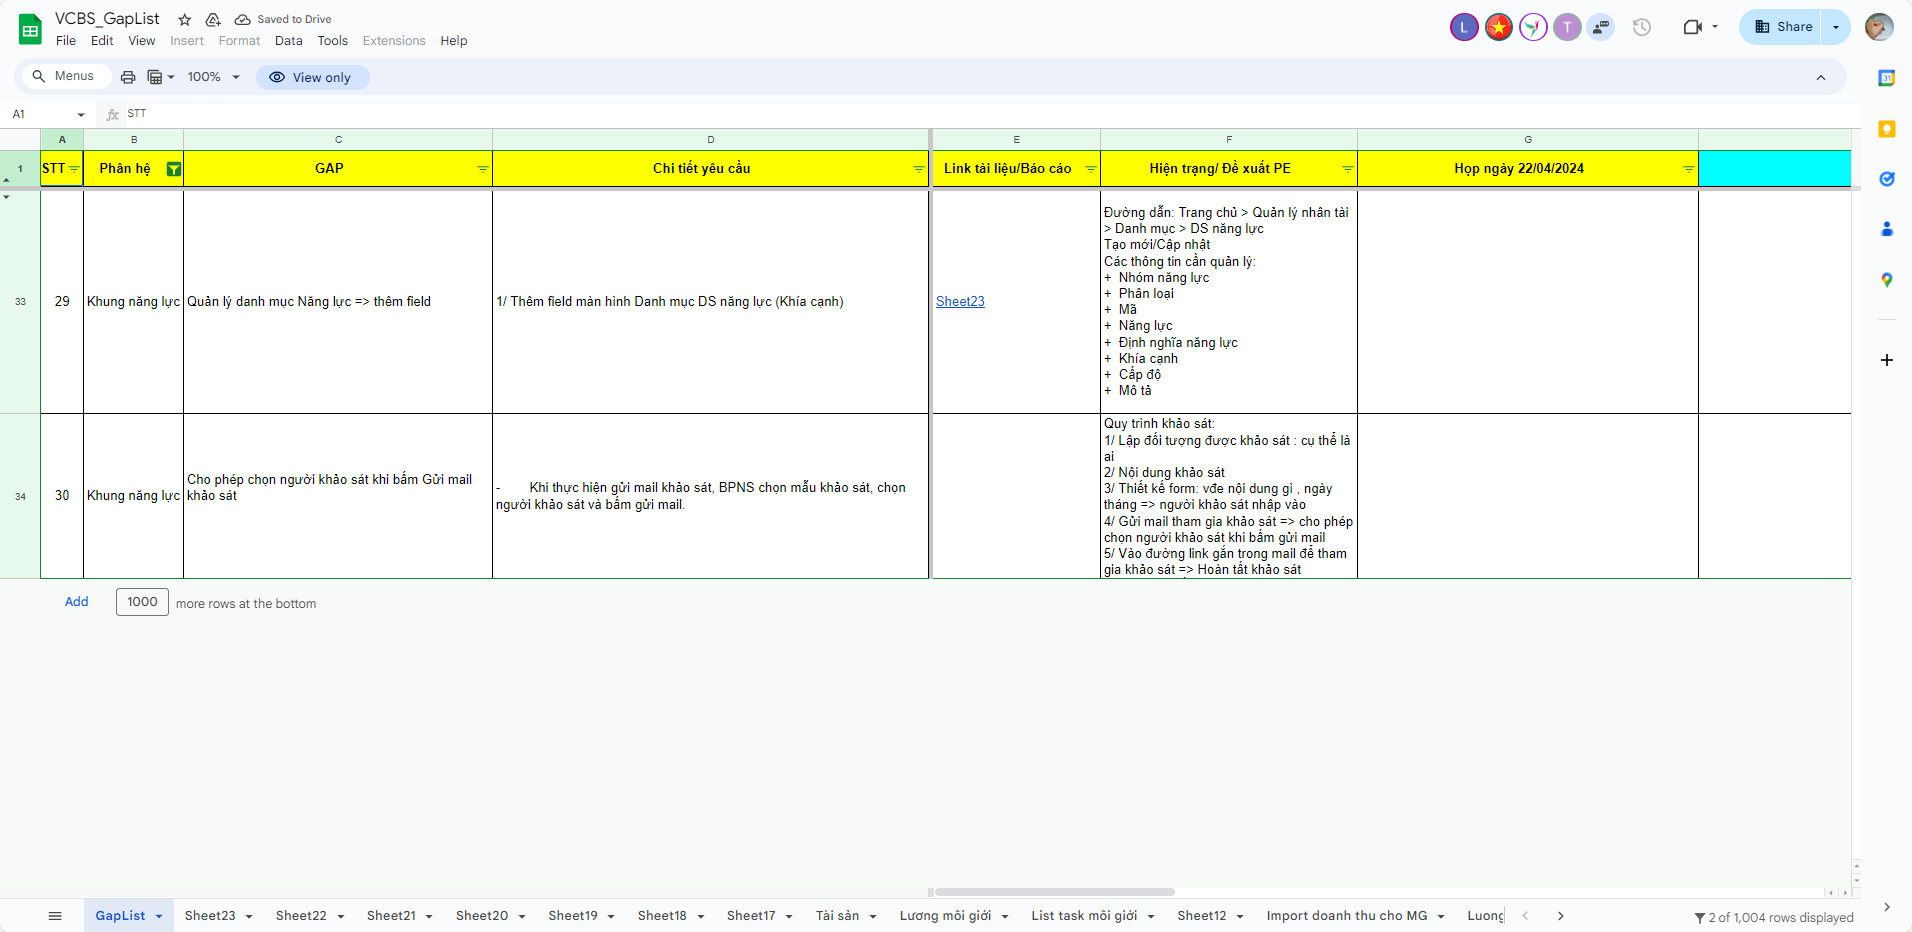 VCBS_GapList
Saved to Drive
File Edit View Insert Format Data Tools Extensions Help
L T
Share
Menus
100%
View only
31
A1
STT
A B C D E F G
1
STT
Phân hệ
GAP
Chi tiết yêu cầu
Link tài liệu/Báo cáo
Hiện trạng/ Đề xuất PE
Họp ngày 22/04/2024
33
29
Khung năng lực
Quản lý danh mục Năng lực => thêm field
1/ Thêm field màn hình Danh mục DS năng lực (Khía cạnh)
Sheet23
Đường dẫn: Trang chủ > Quản lý nhân tài
> Danh mục > DS năng lực
Tạo mới/Cập nhật
Các thông tin cần quản lý:
+ Nhóm năng lực
+ Phân loại
+ Mã
+ Năng lực
+ Định nghĩa năng lực
+ Khía cạnh
+ Cấp độ
+ Mô tả
34
30
Khung năng lực
Cho phép chọn người khảo sát khi bấm Gửi mail
khảo sát
- Khi thực hiện gửi mail khảo sát, BPNS chọn mẫu khảo sát, chọn
người khảo sát và bấm gửi mail.
Quy trình khảo sát:
1/ Lập đối tượng được khảo sát : cụ thể là
ai
2/ Nội dung khảo sát
3/ Thiết kế form: vđe nội dung gì , ngày
tháng => người khảo sát nhập vào
4/ Gửi mail tham gia khảo sát => cho phép
chọn người khảo sát khi bấm gửi mail
5/ Vào đường link gắn trong mail để tham
gia khảo sát => Hoàn tất khảo sát
Add 1000 more rows at the bottom
GapList Sheet23 Sheet22 Sheet21 Sheet20 Sheet19 Sheet18 Sheet17 Tài sản Lương môi giới List task môi giới Sheet12 Import doanh thu cho MG Luong
2 of 1,004 rows displayed